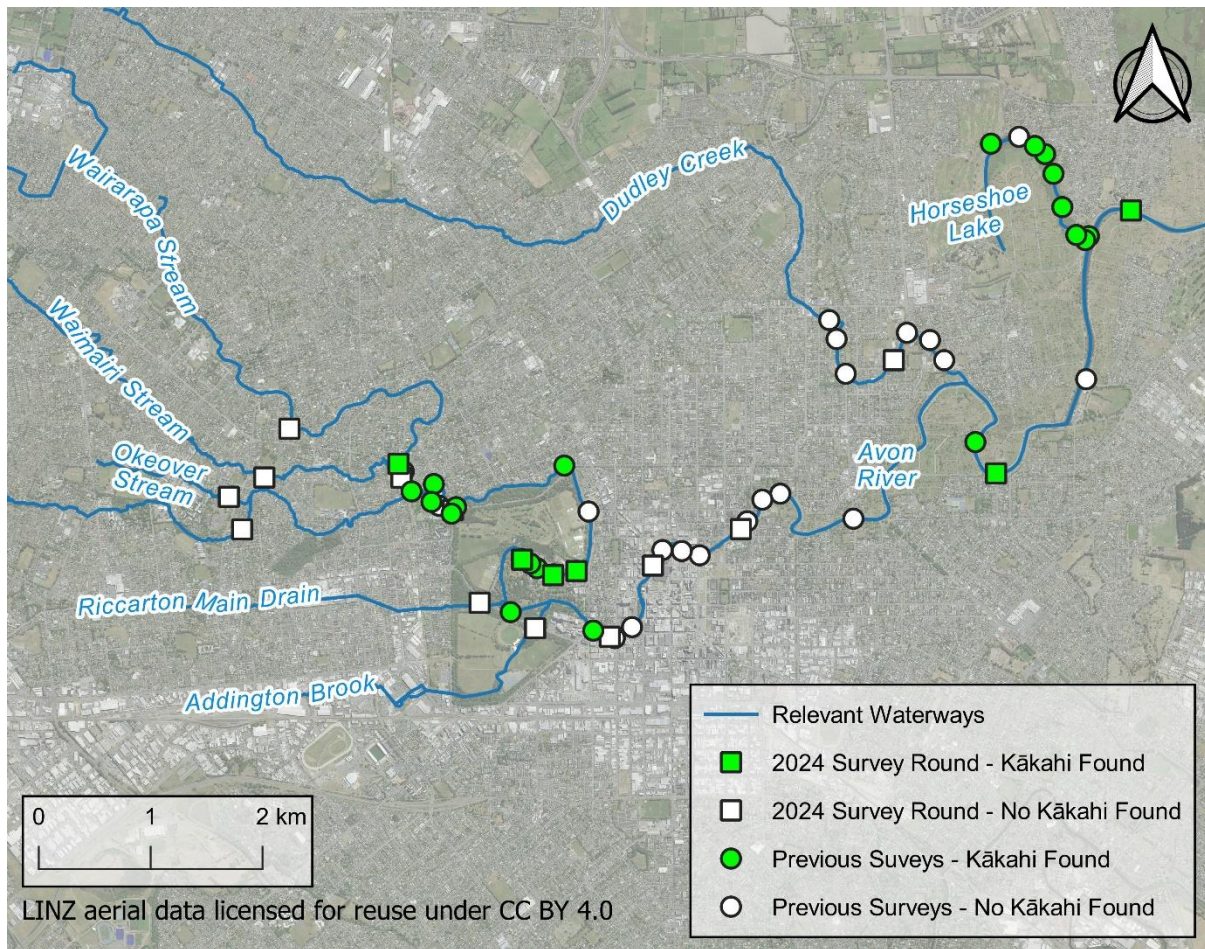 Wairarapa
Stream
Dudley Creek
Horseshoe
Lake
Waimairi Stream
Okeover
Stream
Avon
River
Riccarton Main Drain
Addington Brook
Relevant Waterways
2024 Survey Round - Kākahi Found
2024 Survey Round - No Kākahi Found
Previous Suveys - Kākahi Found
Previous Surveys - No Kākahi Found
0 1 2 km
LINZ aerial data licensed for reuse under CC BY 4.0